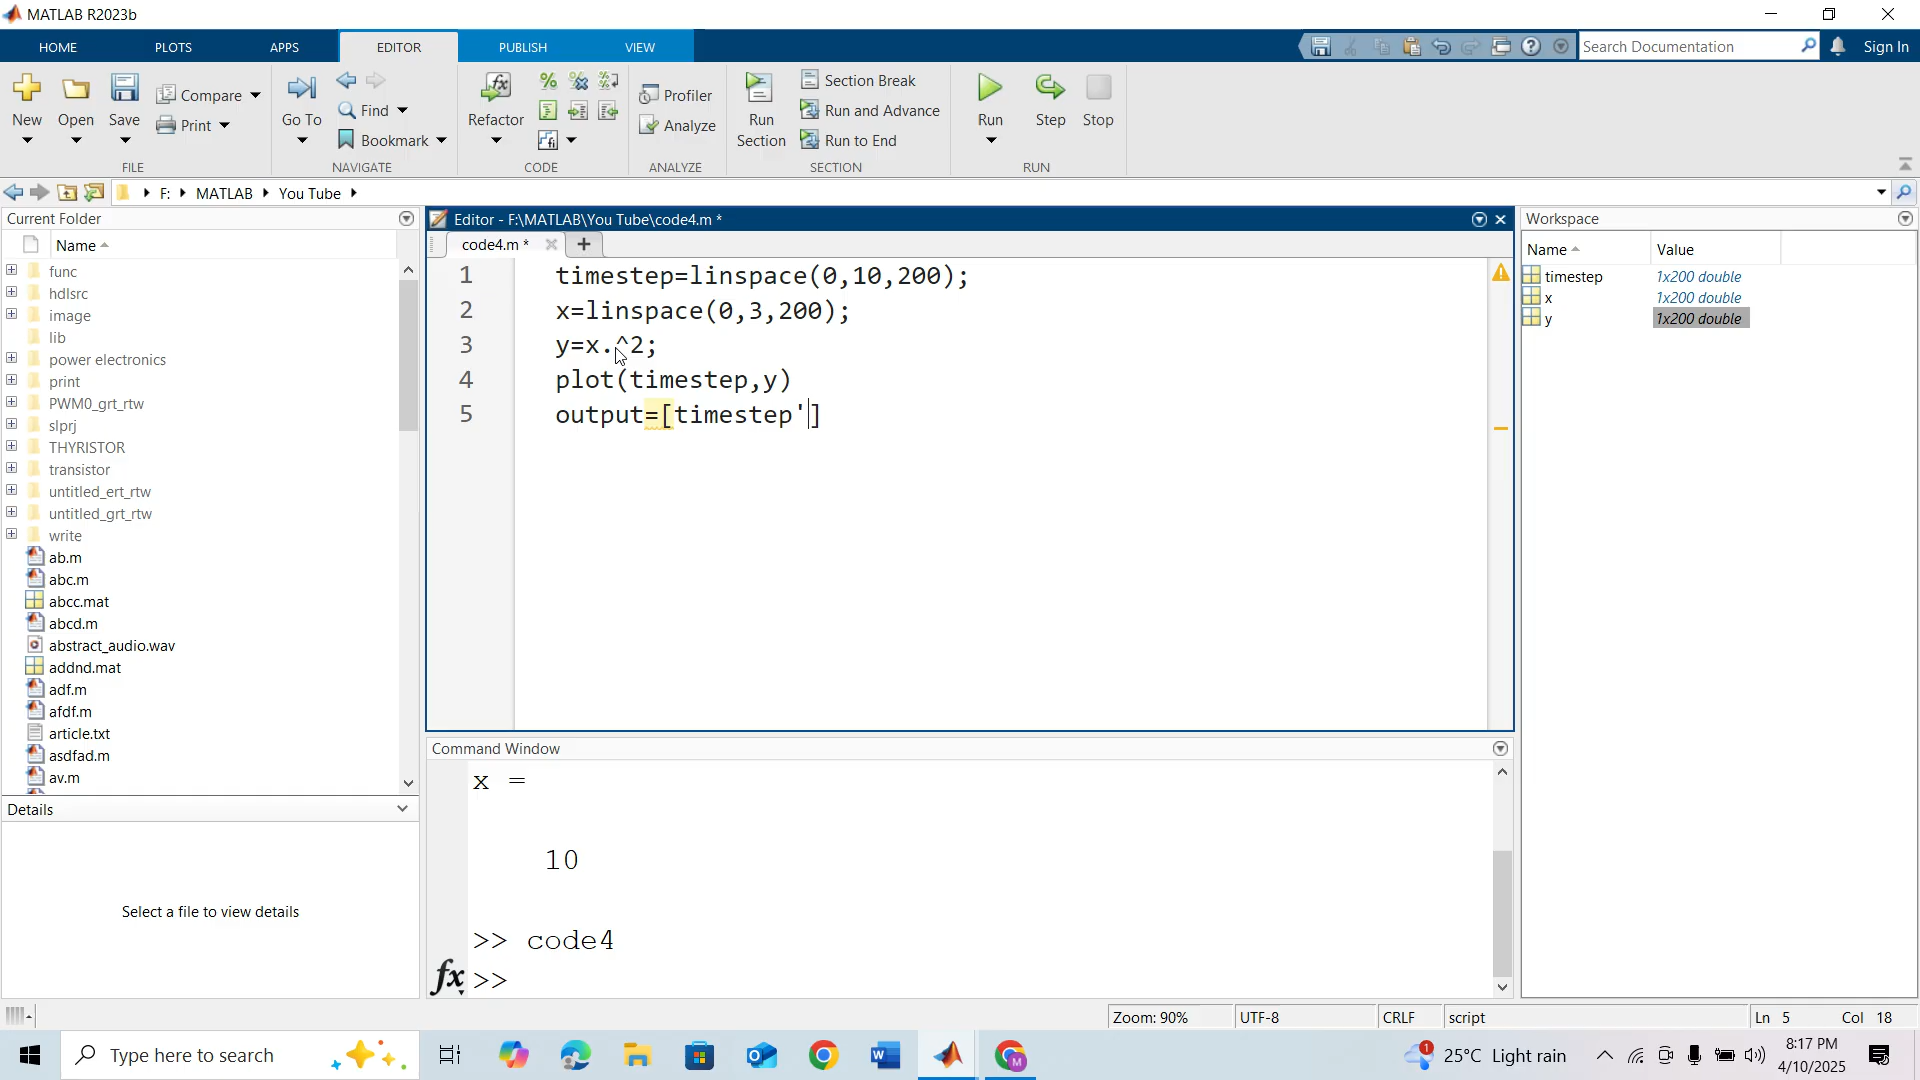 MATLAB R2023b
HOME PLOTS APPS EDITOR PUBLISH VIEW
Search Documentation Sign In
New Open Save Compare Print
Go To Find Bookmark
Refactor
Profiler Analyze
Run Section
Section Break
Run and Advance
Run to End
Run Step Stop
FILE NAVIGATE CODE ANALYZE SECTION RUN
F: MATLAB You Tube
Current Folder
Name
func
hdlsrc
image
lib
power electronics
print
PWM0_grt_rtw
slprj
THYRISTOR
transistor
untitled_ert_rtw
untitled_grt_rtw
write
ab.m
abc.m
abcc.mat
abcd.m
abstract_audio.wav
addnd.mat
adf.m
afdf.m
article.txt
asdfad.m
av.m
Details
Select a file to view details
Editor - F:\MATLAB\You Tube\code4.m *
code4.m *
1 timestep=linspace(0,10,200);
2 x=linspace(0,3,200);
3 y=x.^2;
4 plot(timestep,y)
5 output=[timestep']
Command Window
x =
10
>> code4
fx >>
Workspace
Name Value
timestep 1x200 double
x 1x200 double
y 1x200 double
Zoom: 90% UTF-8 CRLF script Ln 5 Col 18
Type here to search
1
25°C Light rain
8:17 PM
4/10/2025